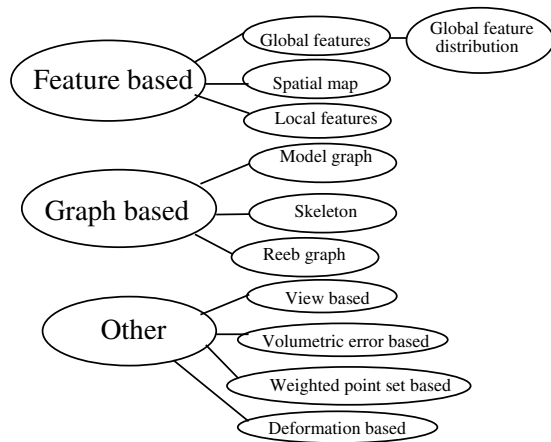 Feature based
Global features
Global feature
distribution
Spatial map
Local features
Graph based
Model graph
Skeleton
Reeb graph
Other
View based
Volumetric error based
Weighted point set based
Deformation based